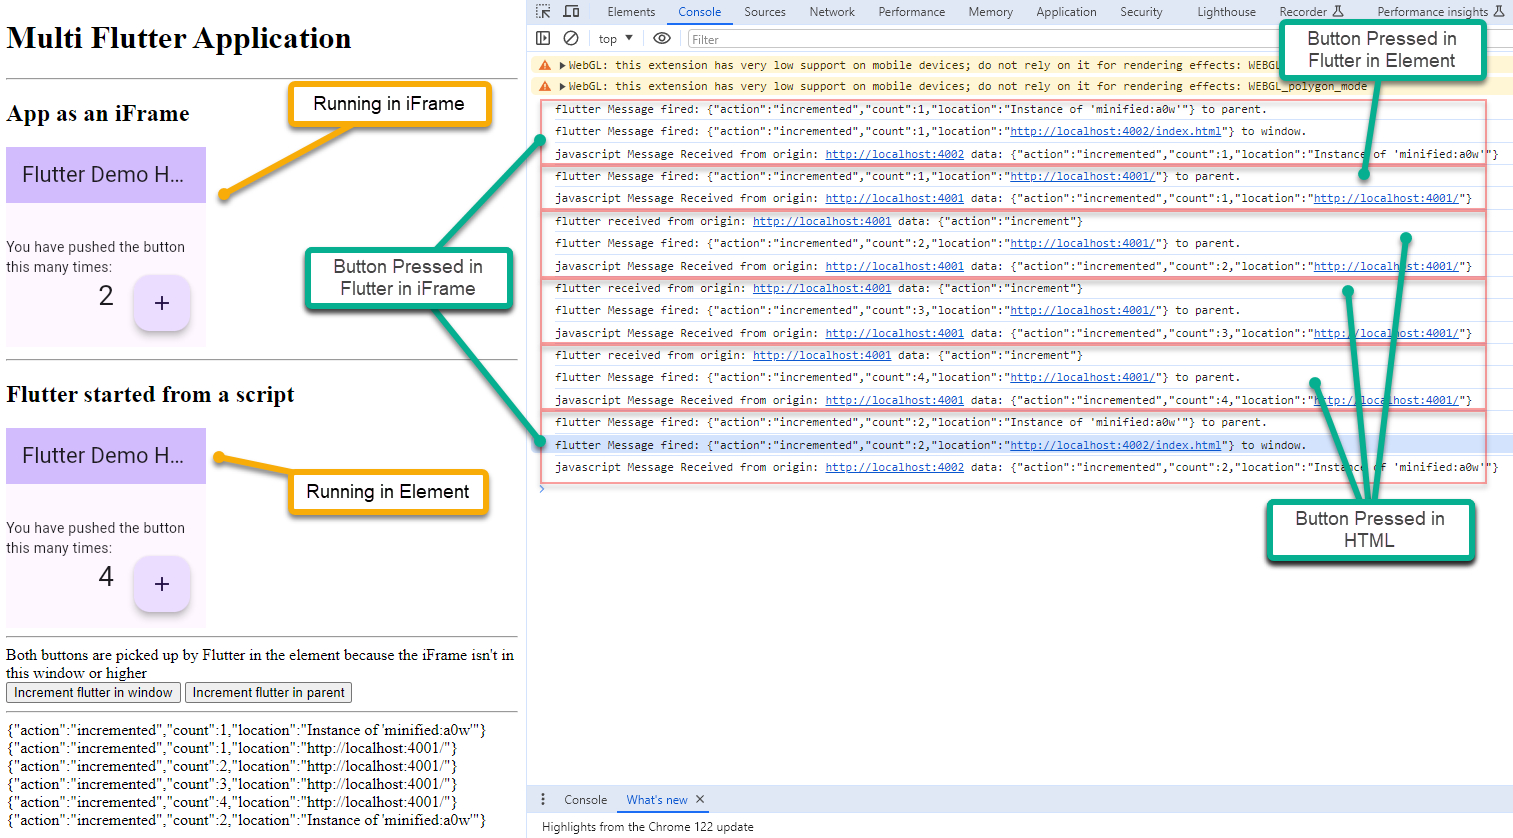 Multi Flutter Application
App as an iFrame
Running in iFrame
Flutter Demo H...
You have pushed the button
this many times:
2
+
Button Pressed in
Flutter in iFrame
Flutter started from a script
Flutter Demo H...
Running in Element
You have pushed the button
this many times:
4
+
Both buttons are picked up by Flutter in the element because the iFrame isn't in
this window or higher
Increment flutter in window Increment flutter in parent
{"action":"incremented","count":1,"location":"Instance of 'minified:a0w'"}
{"action":"incremented","count":1,"location":"http://localhost:4001/"}
{"action":"incremented","count":2,"location":"http://localhost:4001/"}
{"action":"incremented","count":3,"location":"http://localhost:4001/"}
{"action":"incremented","count":4,"location":"http://localhost:4001/"}
{"action":"incremented","count":2,"location":"Instance of 'minified:a0w'"}
Elements Console Sources Network Performance Memory Application Security Lighthouse Recorder Performance insights
top Filter
Button Pressed in
Flutter in Element
WebGL: this extension has very low support on mobile devices; do not rely on it for rendering effects: WEBGL_
WebGL: this extension has very low support on mobile devices; do not rely on it for rendering effects: WEBGL_polygon_mode
flutter Message fired: {"action":"incremented","count":1,"location":"Instance of 'minified:a0w'"} to parent.
flutter Message fired: {"action":"incremented","count":1,"location":"http://localhost:4002/index.html"} to window.
javascript Message Received from origin: http://localhost:4002 data: {"action":"incremented","count":1,"location":"Instance of 'minified:a0w'"}
flutter Message fired: {"action":"incremented","count":1,"location":"http://localhost:4001/"} to parent.
javascript Message Received from origin: http://localhost:4001 data: {"action":"incremented","count":1,"location":"http://localhost:4001/"}
flutter received from origin: http://localhost:4001 data: {"action":"increment"}
flutter Message fired: {"action":"incremented","count":2,"location":"http://localhost:4001/"} to parent.
javascript Message Received from origin: http://localhost:4001 data: {"action":"incremented","count":2,"location":"http://localhost:4001/"}
flutter received from origin: http://localhost:4001 data: {"action":"increment"}
flutter Message fired: {"action":"incremented","count":3,"location":"http://localhost:4001/"} to parent.
javascript Message Received from origin: http://localhost:4001 data: {"action":"incremented","count":3,"location":"http://localhost:4001/"}
flutter received from origin: http://localhost:4001 data: {"action":"increment"}
flutter Message fired: {"action":"incremented","count":4,"location":"http://localhost:4001/"} to parent.
javascript Message Received from origin: http://localhost:4001 data: {"action":"incremented","count":4,"location":"http://localhost:4001/"}
flutter Message fired: {"action":"incremented","count":2,"location":"Instance of 'minified:a0w'"} to parent.
flutter Message fired: {"action":"incremented","count":2,"location":"http://localhost:4002/index.html"} to window.
javascript Message Received from origin: http://localhost:4002 data: {"action":"incremented","count":2,"location":"Instance of 'minified:a0w'"}
Button Pressed in
HTML
Console What's new
Highlights from the Chrome 122 update